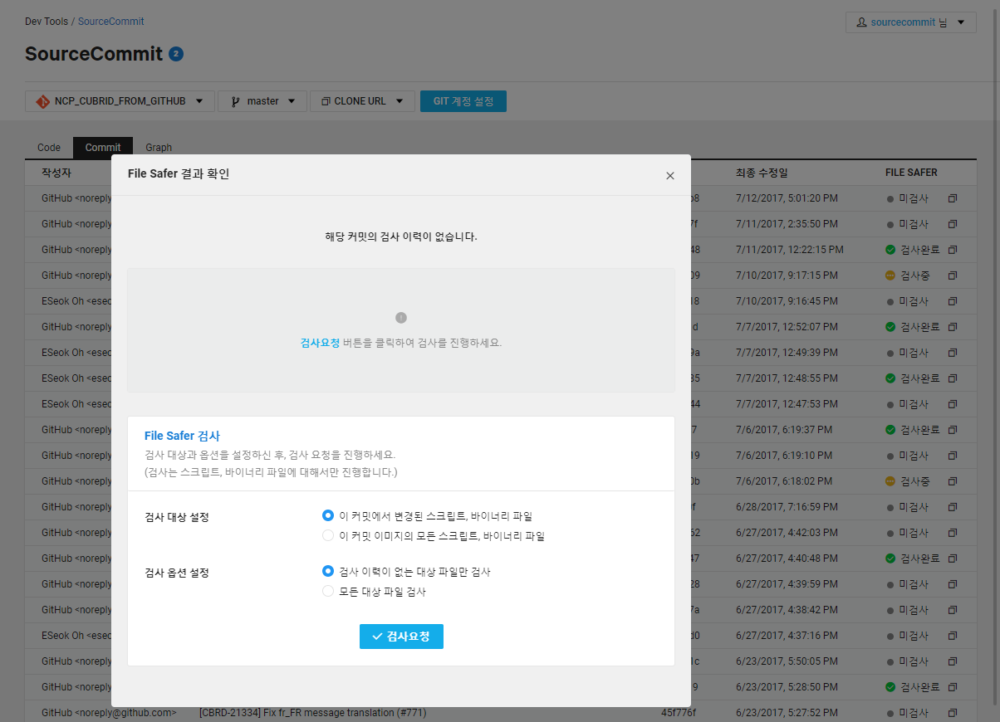 Dev Tools / SourceCommit
sourcecommit 님
SourceCommit 2
NCP_CUBRID_FROM_GITHUB
master
CLONE URL
GIT 계정 설정
Code
Commit
Graph
작성자
최종 수정일
FILE SAFER
File Safer 결과 확인
해당 커밋의 검사 이력이 없습니다.
검사요청 버튼을 클릭하여 검사를 진행하세요.
File Safer 검사
검사 대상과 옵션을 설정하신 후, 검사 요청을 진행하세요.
(검사는 스크립트, 바이너리 파일에 대해서만 진행합니다.)
검사 대상 설정
이 커밋에서 변경된 스크립트, 바이너리 파일
이 커밋 이미지의 모든 스크립트, 바이너리 파일
검사 옵션 설정
검사 이력이 없는 대상 파일만 검사
모든 대상 파일 검사
검사요청
GitHub <noreply 7/12/2017, 5:01:20 PM 미검사
GitHub <noreply 7/11/2017, 2:35:50 PM 미검사
GitHub <noreply 7/11/2017, 12:22:15 PM 검사완료
GitHub <noreply 7/10/2017, 9:17:15 PM 검사중
ESeok Oh <esec 7/10/2017, 9:16:45 PM 미검사
GitHub <noreply 7/7/2017, 12:52:07 PM 검사완료
ESeok Oh <esec 7/7/2017, 12:49:39 PM 미검사
ESeok Oh <esec 7/7/2017, 12:48:55 PM 검사완료
ESeok Oh <esec 7/7/2017, 12:47:53 PM 미검사
GitHub <noreply 7/6/2017, 6:19:37 PM 검사완료
GitHub <noreply 7/6/2017, 6:19:10 PM 미검사
GitHub <noreply 7/6/2017, 6:18:02 PM 검사중
GitHub <noreply 6/28/2017, 7:16:59 PM 미검사
GitHub <noreply 6/27/2017, 4:42:03 PM 미검사
GitHub <noreply 6/27/2017, 4:40:48 PM 검사완료
GitHub <noreply 6/27/2017, 4:39:59 PM 미검사
GitHub <noreply 6/27/2017, 4:38:42 PM 미검사
ESeok Oh <esec 6/27/2017, 4:37:16 PM 미검사
GitHub <noreply 6/23/2017, 5:50:05 PM 미검사
GitHub <noreply 6/23/2017, 5:28:50 PM 검사완료
GitHub <noreply@github.com> [CBRD-21334] Fix fr_FR message translation (#771) 45f776f 6/23/2017, 5:27:52 PM 미검사